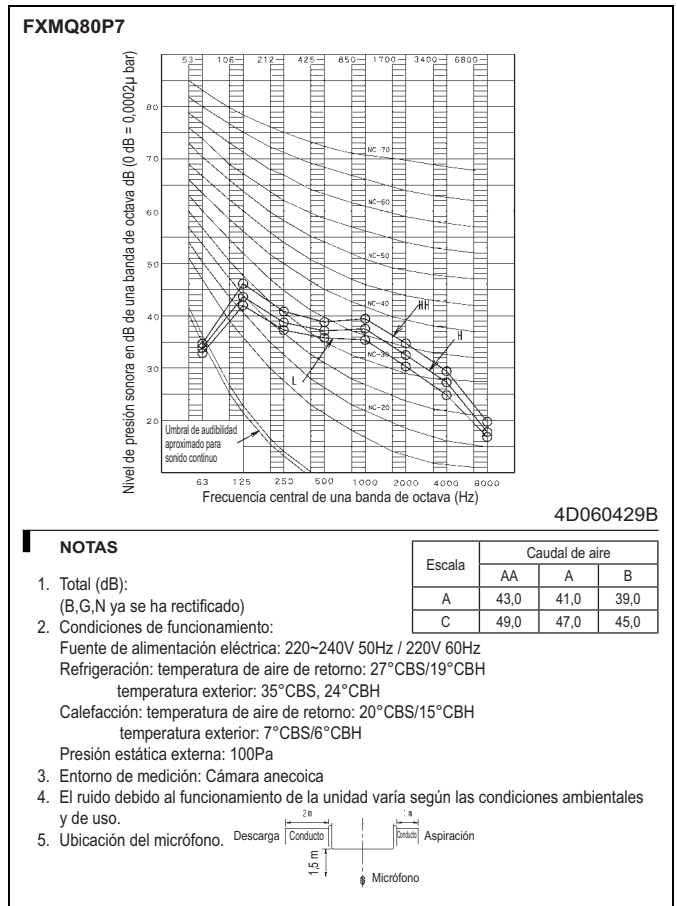 FXMQ80P7
Nivel de presión sonora en dB de una banda de octava dB (0 dB = 0,0002µ bar)
53 106 212 425 850 1700 3400 6800
80
70
60
50
40
30
20
NC-70
NC-60
NC-50
NC-40
NC-30
NC-20
HH
H
L
Umbral de audibilidad
aproximado para
sonido continuo
63 125 250 500 1000 2000 4000 8000
Frecuencia central de una banda de octava (Hz)
4D060429B
NOTAS
Escala Caudal de aire
AA A B
A 43,0 41,0 39,0
C 49,0 47,0 45,0
1. Total (dB):
(B,G,N ya se ha rectificado)
2. Condiciones de funcionamiento:
Fuente de alimentación eléctrica: 220~240V 50Hz / 220V 60Hz
Refrigeración: temperatura de aire de retorno: 27°CBS/19°CBH
temperatura exterior: 35°CBS, 24°CBH
Calefacción: temperatura de aire de retorno: 20°CBS/15°CBH
temperatura exterior: 7°CBS/6°CBH
Presión estática externa: 100Pa
3. Entorno de medición: Cámara anecoica
4. El ruido debido al funcionamiento de la unidad varía según las condiciones ambientales
y de uso.
5. Ubicación del micrófono.
2 m 1 m
Descarga Conducto Conducto Aspiración
1,5 m
Micrófono